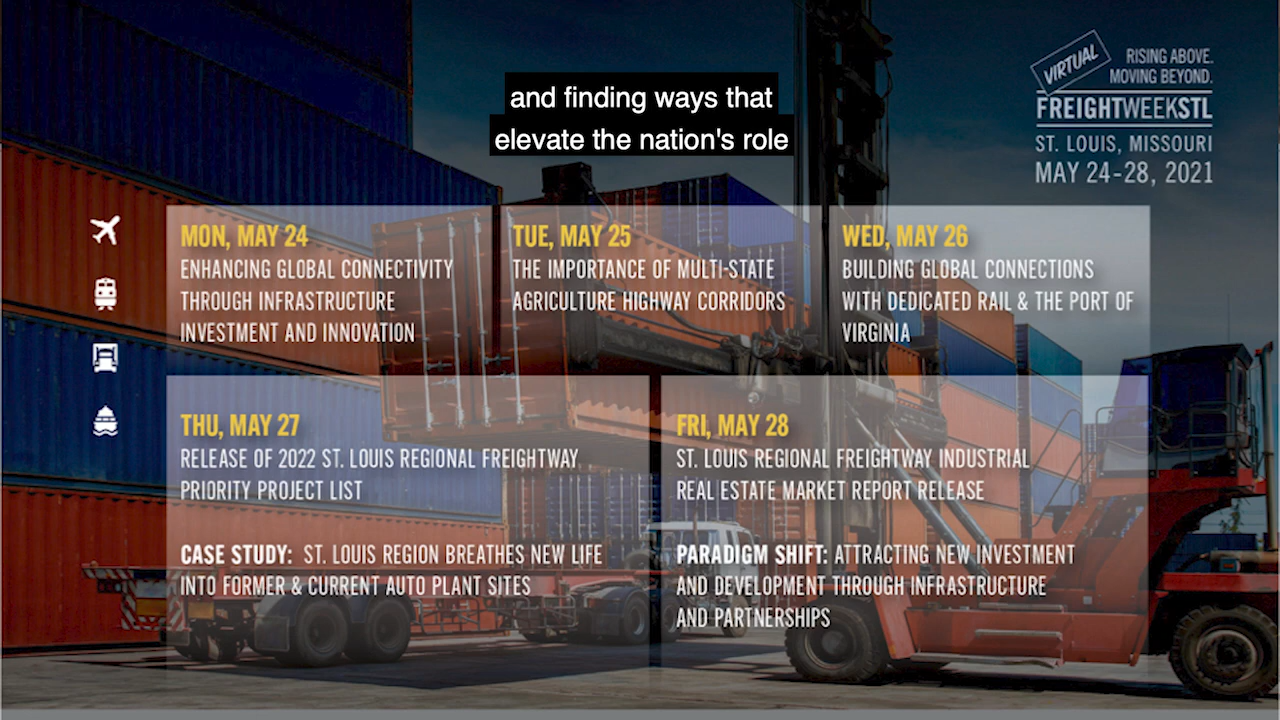 and finding ways that
elevate the nation's role
VIRTUAL
RISING ABOVE.
MOVING BEYOND.
FREIGHTWEEKSTL
ST. LOUIS, MISSOURI
MAY 24-28, 2021
MON, MAY 24
ENHANCING GLOBAL CONNECTIVITY
THROUGH INFRASTRUCTURE
INVESTMENT AND INNOVATION
TUE, MAY 25
THE IMPORTANCE OF MULTI-STATE
AGRICULTURE HIGHWAY CORRIDORS
WED, MAY 26
BUILDING GLOBAL CONNECTIONS
WITH DEDICATED RAIL & THE PORT OF
VIRGINIA
THU, MAY 27
RELEASE OF 2022 ST. LOUIS REGIONAL FREIGHTWAY
PRIORITY PROJECT LIST
CASE STUDY: ST. LOUIS REGION BREATHES NEW LIFE
INTO FORMER & CURRENT AUTO PLANT SITES
FRI, MAY 28
ST. LOUIS REGIONAL FREIGHTWAY INDUSTRIAL
REAL ESTATE MARKET REPORT RELEASE
PARADIGM SHIFT: ATTRACTING NEW INVESTMENT
AND DEVELOPMENT THROUGH INFRASTRUCTURE
AND PARTNERSHIPS